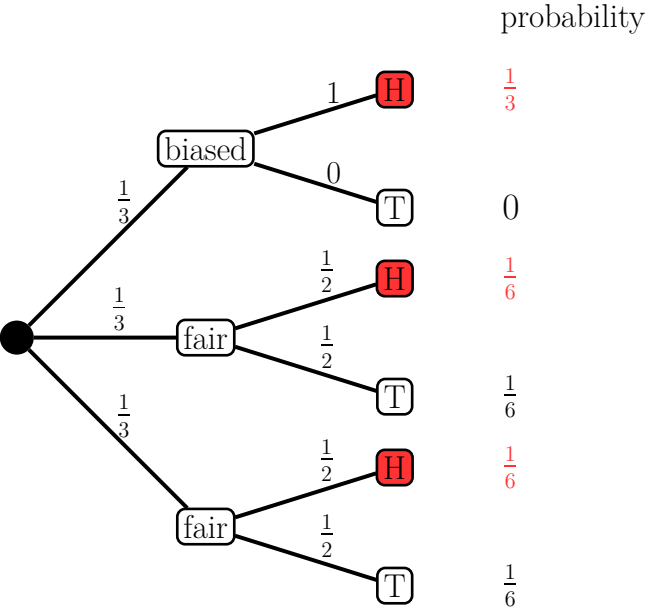 probability
1 H 1/3
biased
1/3 0 T 0
1/2 H 1/6
1/3 fair
1/2 T 1/6
1/3
1/2 H 1/6
fair
1/2 T 1/6